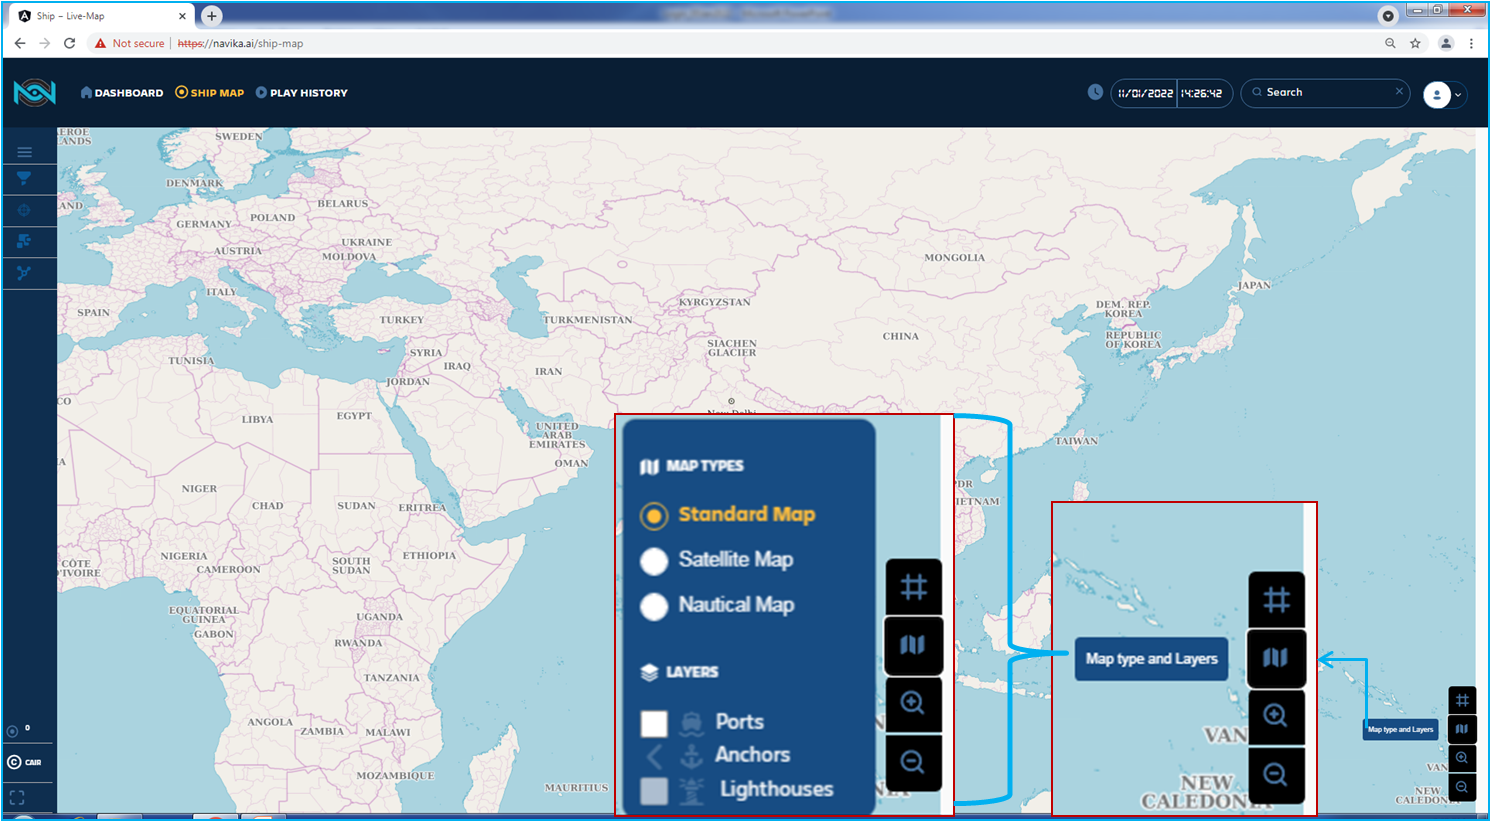 Ship – Live-Map
Not secure
https://navika.ai/ship-map
DASHBOARD
SHIP MAP
PLAY HISTORY
11/01/2022
14:26:42
Search
SWEDEN
DENMARK
BELARUS
POLAND
GERMANY
UKRAINE
AUSTRIA
MOLDOVA
MONGOLIA
ITALY
JAPAN
KYRGYZSTAN
DEM. REP.
KOREA
SPAIN
TURKEY
TURKMENISTAN
CHINA
REPUBLIC
OF KOREA
SYRIA
SIACHEN
GLACIER
TUNISIA
IRAQ
IRAN
JORDAN
New Delhi
LIBYA
EGYPT
UNITED
ARAB
EMIRATES
TAIWAN
OMAN
NIGER
CHAD
SUDAN
ERITREA
NIGERIA
CAMEROON
SOUTH
SUDAN
ETHIOPIA
CÔTE
D'IVOIRE
EQUATORIAL
GUINEA
GABON
UGANDA
RWANDA
TANZANIA
ANGOLA
ZAMBIA
MALAWI
MOZAMBIQUE
MAURITIUS
MAP TYPES
Standard Map
Satellite Map
Nautical Map
LAYERS
Ports
Anchors
Lighthouses
Map type and Layers
VAN
NEW
CALEDONIA
Map type and Layers
VAN
NEW
CALEDONIA
0
CAIR